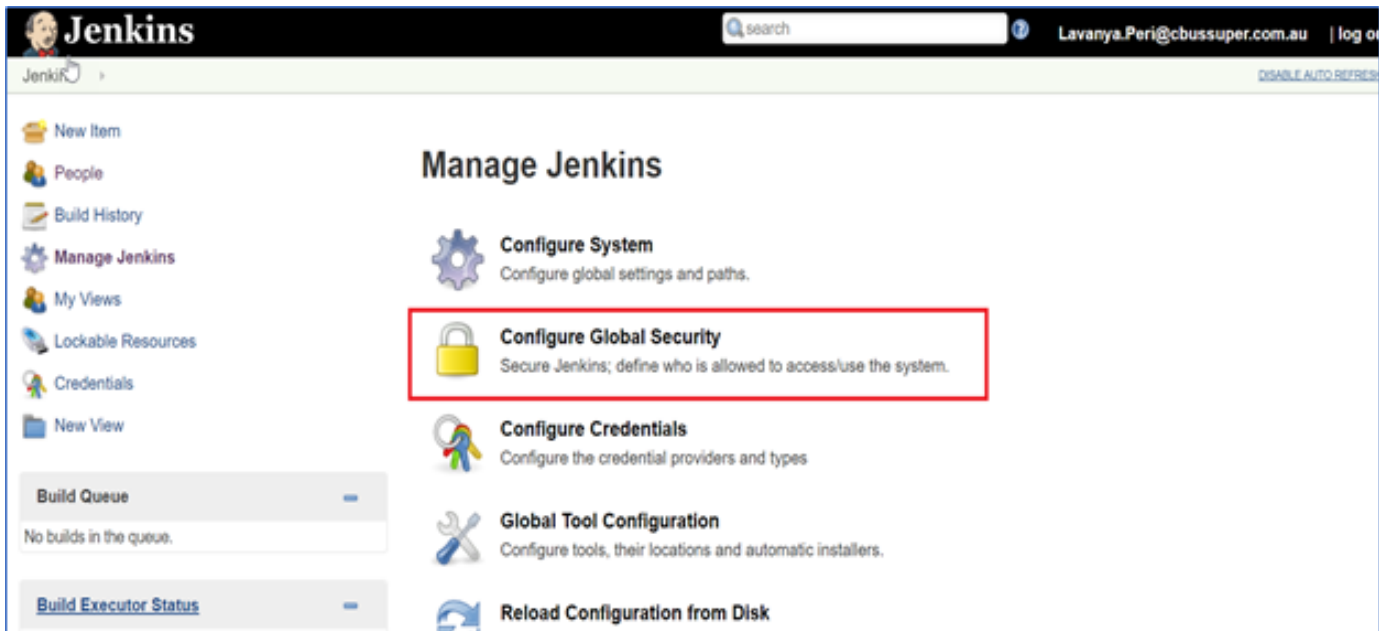 Jenkins
search
Lavanya.Peri@cbussuper.com.au | log o
Jenkin
DISABLE AUTO REFRESH
New Item
People
Build History
Manage Jenkins
My Views
Lockable Resources
Credentials
New View
Build Queue
No builds in the queue.
Build Executor Status
Manage Jenkins
Configure System
Configure global settings and paths.
Configure Global Security
Secure Jenkins; define who is allowed to access/use the system.
Configure Credentials
Configure the credential providers and types
Global Tool Configuration
Configure tools, their locations and automatic installers.
Reload Configuration from Disk